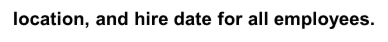 location, and hire date for all employees.